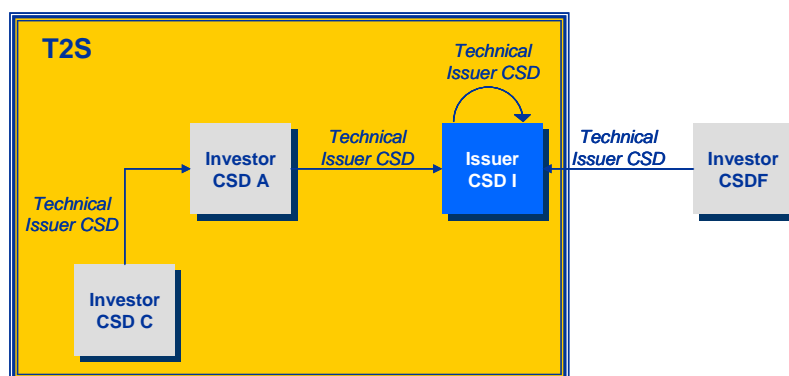 T2S
Technical
Issuer CSD
Technical
Issuer CSD
Technical
Issuer CSD
Investor
CSD A
Issuer
CSD I
Investor
CSDF
Technical
Issuer CSD
Investor
CSD C